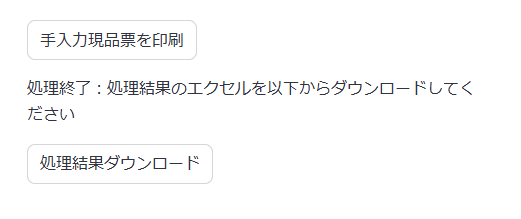 手入力現品票を印刷
処理終了：処理結果のエクセルを以下からダウンロードしてく
ださい
処理結果ダウンロード